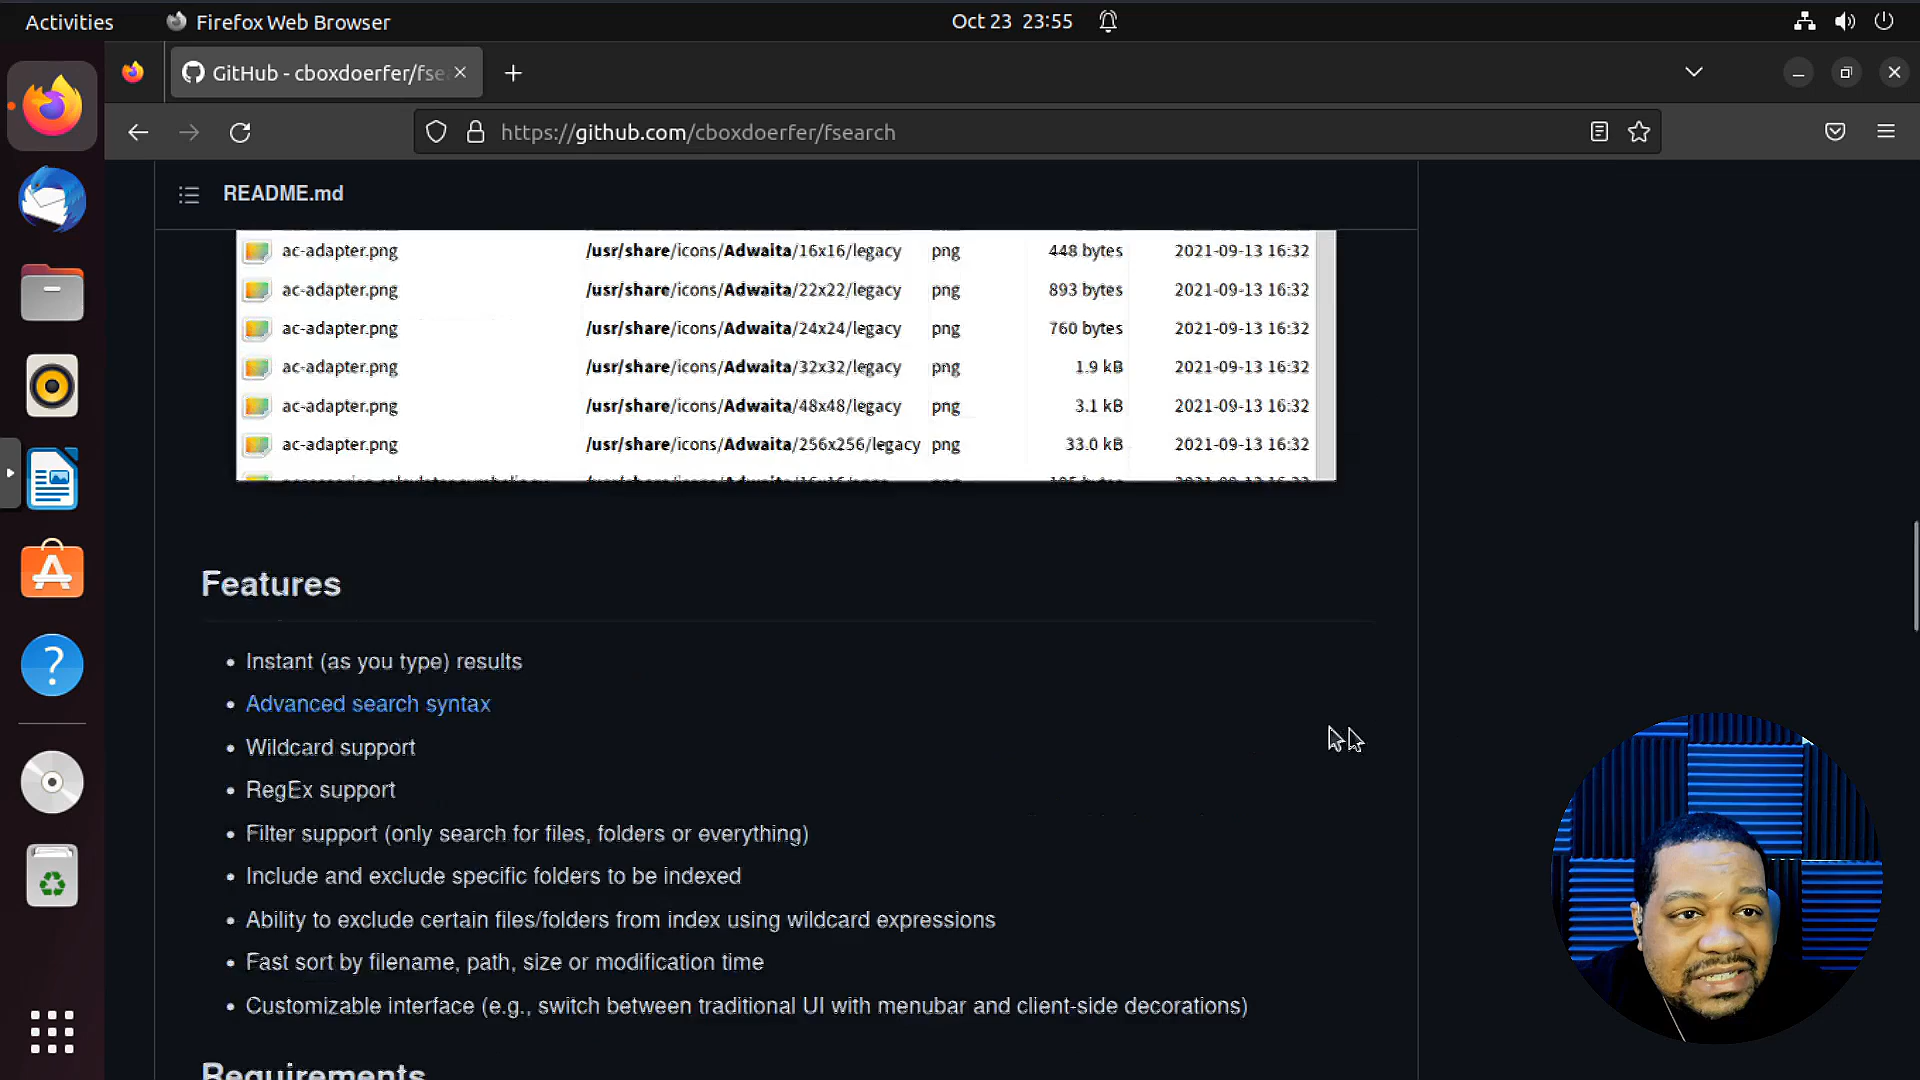 Activities
Firefox Web Browser
Oct 23 23:55
GitHub - cboxdoerfer/fse
https://github.com/cboxdoerfer/fsearch
README.md
ac-adapter.png /usr/share/icons/Adwaita/16x16/legacy png 448 bytes 2021-09-13 16:32
ac-adapter.png /usr/share/icons/Adwaita/22x22/legacy png 893 bytes 2021-09-13 16:32
ac-adapter.png /usr/share/icons/Adwaita/24x24/legacy png 760 bytes 2021-09-13 16:32
ac-adapter.png /usr/share/icons/Adwaita/32x32/legacy png 1.9 kB 2021-09-13 16:32
ac-adapter.png /usr/share/icons/Adwaita/48x48/legacy png 3.1 kB 2021-09-13 16:32
ac-adapter.png /usr/share/icons/Adwaita/256x256/legacy png 33.0 kB 2021-09-13 16:32
Features
• Instant (as you type) results
• Advanced search syntax
• Wildcard support
• RegEx support
• Filter support (only search for files, folders or everything)
• Include and exclude specific folders to be indexed
• Ability to exclude certain files/folders from index using wildcard expressions
• Fast sort by filename, path, size or modification time
• Customizable interface (e.g., switch between traditional UI with menubar and client-side decorations)
Requirements